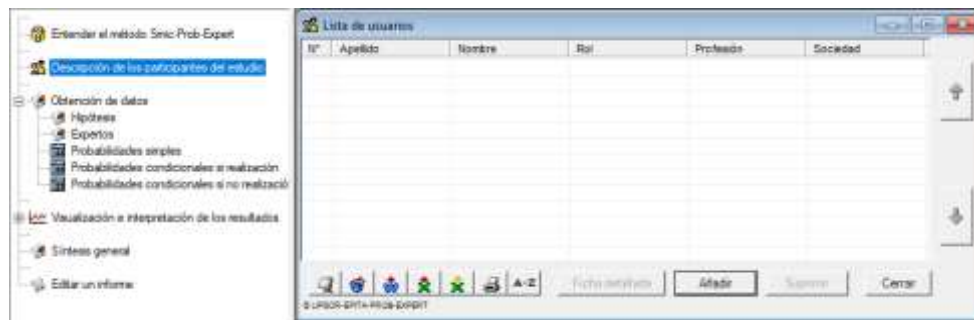 Entender el método Smic-Prob-Expert
Descripción de los participantes del estudio
Obtención de datos
Hipótesis
Expertos
Probabilidades simples
Probabilidades condicionales si realización
Probabilidades condicionales si no realizació
Visualización e interpretación de los resultados
Síntesis general
Editar un informe
Lista de usuarios
N° Apellido Nombre Rol Profesión Sociedad
A-Z Ficha detallada Añadir Suprimir Cerrar
© LIPSOR-EPITA-PROB-EXPERT